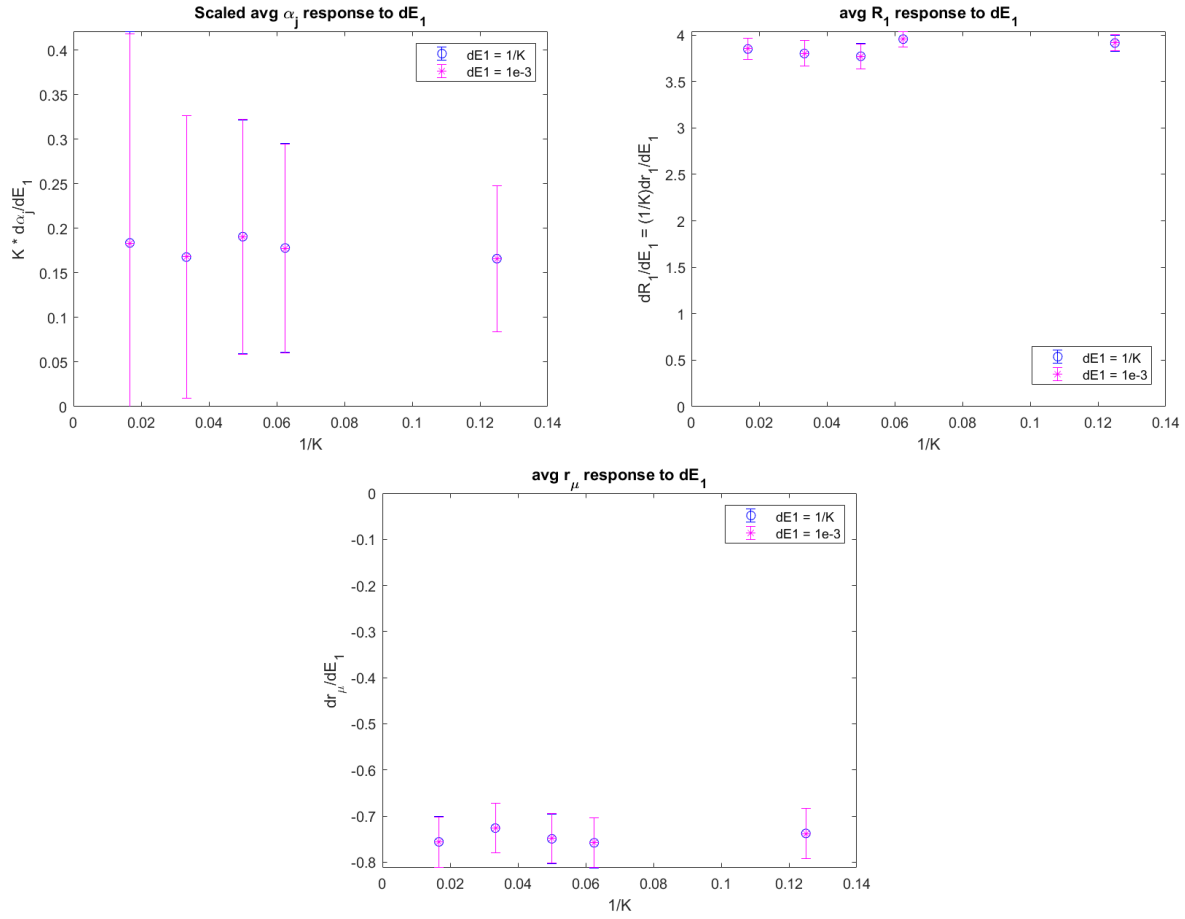 Scaled avg α_j response to dE_1
K * dα_j/dE_1
0.4
0.35
0.3
0.25
0.2
0.15
0.1
0.05
0
dE1 = 1/K
dE1 = 1e-3
0 0.02 0.04 0.06 0.08 0.1 0.12 0.14
1/K
avg R_1 response to dE_1
dR_1/dE_1 = (1/K)dr_1/dE_1
4
3.5
3
2.5
2
1.5
1
0.5
0
dE1 = 1/K
dE1 = 1e-3
0 0.02 0.04 0.06 0.08 0.1 0.12 0.14
1/K
avg r_μ response to dE_1
dr_μ/dE_1
0
-0.1
-0.2
-0.3
-0.4
-0.5
-0.6
-0.7
-0.8
dE1 = 1/K
dE1 = 1e-3
0 0.02 0.04 0.06 0.08 0.1 0.12 0.14
1/K